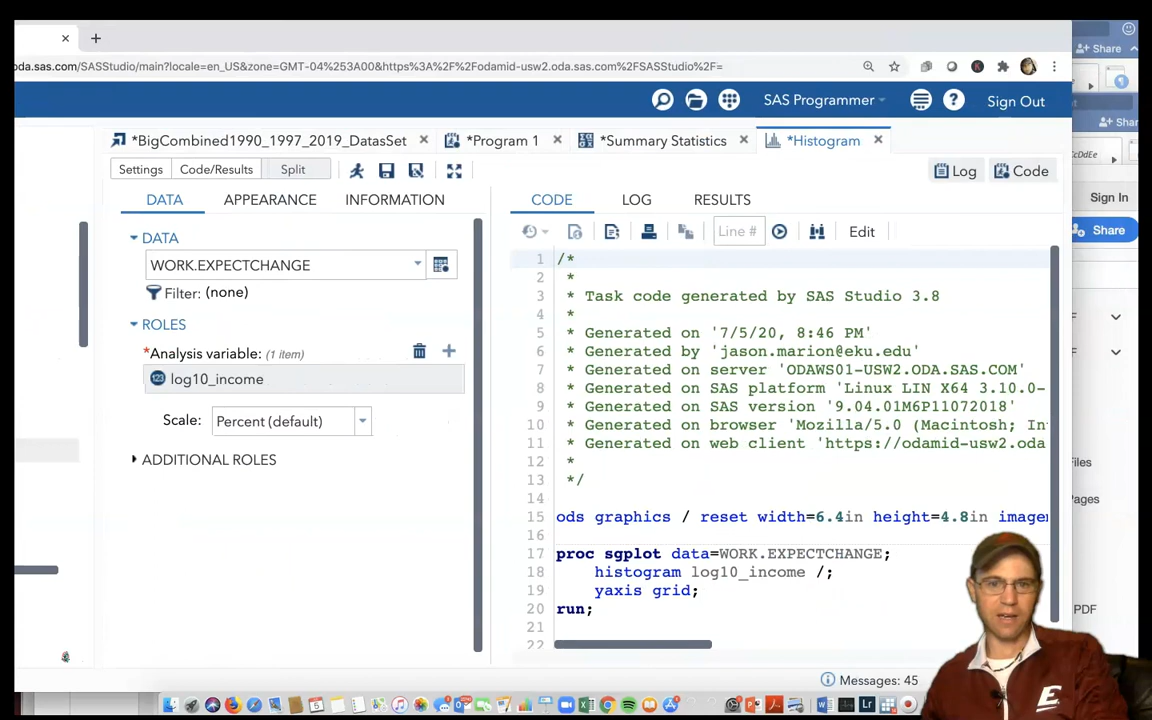 oda.sas.com/SASStudio/main?locale=en_US&zone=GMT-04%253A00&https%3A%2F%2Fodamid-usw2.oda.sas.com%2FSASStudio%2F=
Share
SAS Programmer
Sign Out
Share
*BigCombined1990_1997_2019_DatasSet
*Program 1
*Summary Statistics
*Histogram
CcDdEe
Settings
Code/Results
Split
Log
Code
DATA
APPEARANCE
INFORMATION
CODE
LOG
RESULTS
Sign In
Line #
Edit
Share
DATA
WORK.EXPECTCHANGE
Filter: (none)
ROLES
*Analysis variable: (1 item)
log10_income
Scale:
Percent (default)
ADDITIONAL ROLES
1 /*
2 *
3 * Task code generated by SAS Studio 3.8
4 *
5 * Generated on '7/5/20, 8:46 PM'
6 * Generated by 'jason.marion@eku.edu'
7 * Generated on server 'ODAWS01-USW2.ODA.SAS.COM'
8 * Generated on SAS platform 'Linux LIN X64 3.10.0-
9 * Generated on SAS version '9.04.01M6P11072018'
10 * Generated on browser 'Mozilla/5.0 (Macintosh; In
11 * Generated on web client 'https://odamid-usw2.oda
12 *
13 */
14
15 ods graphics / reset width=6.4in height=4.8in imagem
16
17 proc sgplot data=WORK.EXPECTCHANGE;
18 histogram log10_income /;
19 yaxis grid;
20 run;
21
22
Files
Pages
PDF
E
Messages: 45